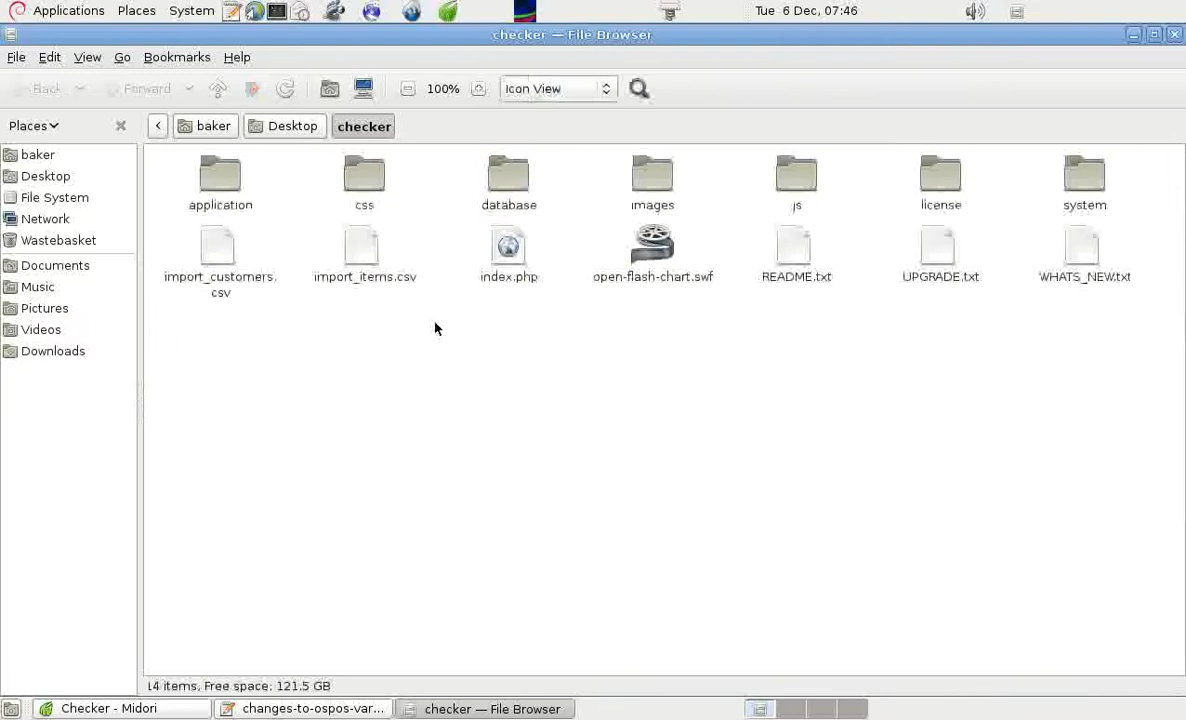 Applications Places System Tue 6 Dec, 07:46
checker — File Browser
File Edit View Go Bookmarks Help
Back Forward 100% Icon View
Places baker Desktop checker
baker
Desktop
File System
Network
Wastebasket
Documents
Music
Pictures
Videos
Downloads
application css database images js license system
import_customers.csv import_items.csv index.php open-flash-chart.swf README.txt UPGRADE.txt WHATS_NEW.txt
14 items, Free space: 121.5 GB
Checker - Midori changes-to-ospos-var... checker — File Browser